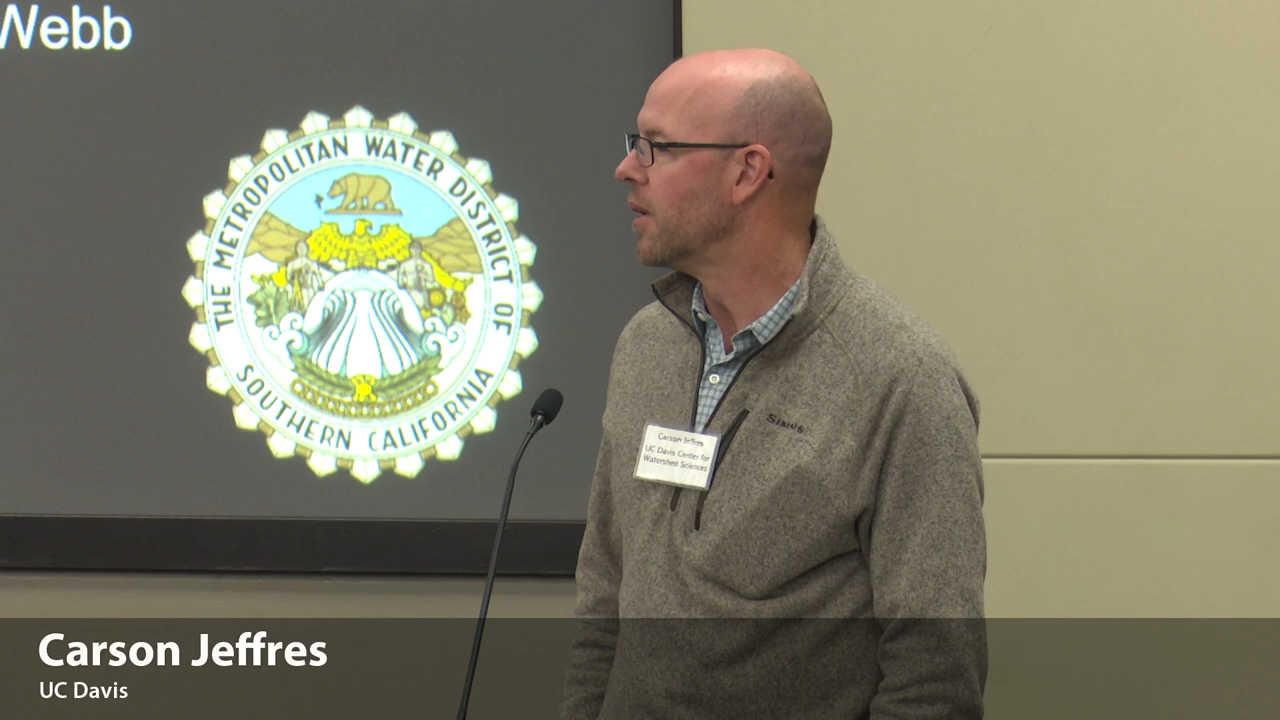 Webb
THE METROPOLITAN WATER DISTRICT OF
SOUTHERN CALIFORNIA
SIMMS
Carson Jeffres
UC Davis Center for
Watershed Sciences
Carson Jeffres
UC Davis